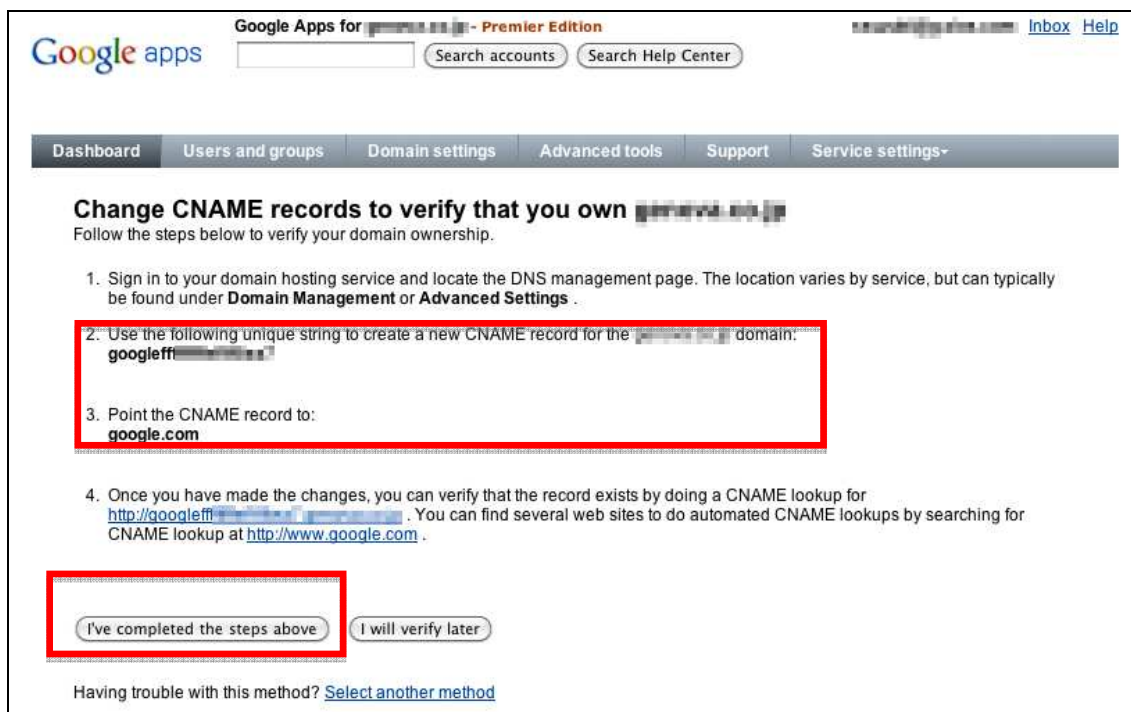 Google Apps for - Premier Edition
Inbox Help
Google apps
Search accounts Search Help Center
Dashboard Users and groups Domain settings Advanced tools Support Service settings
Change CNAME records to verify that you own
Follow the steps below to verify your domain ownership.
1. Sign in to your domain hosting service and locate the DNS management page. The location varies by service, but can typically
be found under Domain Management or Advanced Settings .
2. Use the following unique string to create a new CNAME record for the domain:
googlefff
3. Point the CNAME record to:
google.com
4. Once you have made the changes, you can verify that the record exists by doing a CNAME lookup for
http://googlefff . You can find several web sites to do automated CNAME lookups by searching for
CNAME lookup at http://www.google.com .
I've completed the steps above I will verify later
Having trouble with this method? Select another method